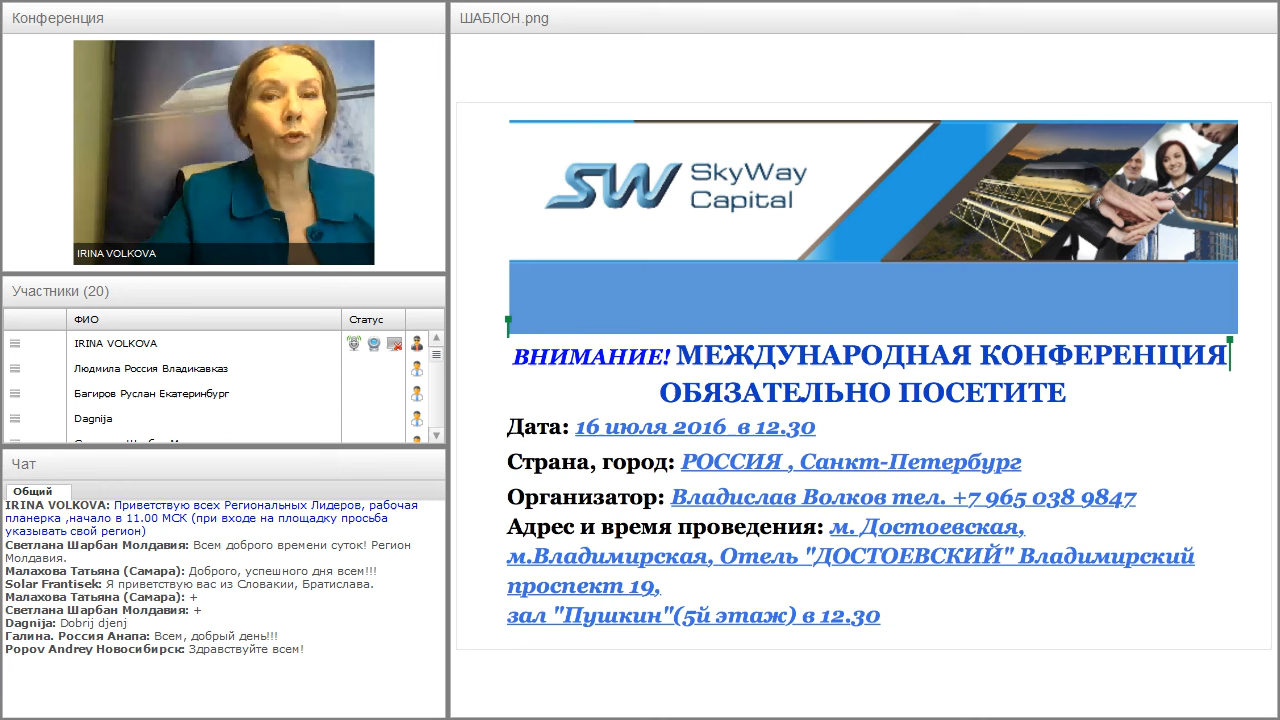 Конференция
IRINA VOLKOVA
Участники (20)
ФИО
Статус
IRINA VOLKOVA
Людмила Россия Владикавказ
Багиров Руслан Екатеринбург
Dagnija
Чат
Общий
IRINA VOLKOVA: Приветствую всех Региональных Лидеров, рабочая
планерка ,начало в 11.00 МСК (при входе на площадку просьба
указывать свой регион)
Светлана Шарбан Молдавия: Всем доброго времени суток! Регион
Молдавия.
Малахова Татьяна (Самара): Доброго, успешного дня всем!!!
Solar Frantisek: Я приветствую вас из Словакии, Братислава.
Малахова Татьяна (Самара): +
Светлана Шарбан Молдавия: +
Dagnija: Dobrij djenj
Галина. Россия Анапа: Всем, добрый день!!!
Popov Andrey Новосибирск: Здравствуйте всем!
ШАБЛОН.png
SW SkyWay
Capital
ВНИМАНИЕ! МЕЖДУНАРОДНАЯ КОНФЕРЕНЦИЯ
ОБЯЗАТЕЛЬНО ПОСЕТИТЕ
Дата: 16 июля 2016 в 12.30
Страна, город: РОССИЯ , Санкт-Петербург
Организатор: Владислав Волков тел. +7 965 038 9847
Адрес и время проведения: м. Достоевская,
м.Владимирская, Отель "ДОСТОЕВСКИЙ" Владимирский
проспект 19,
зал "Пушкин"(5й этаж) в 12.30